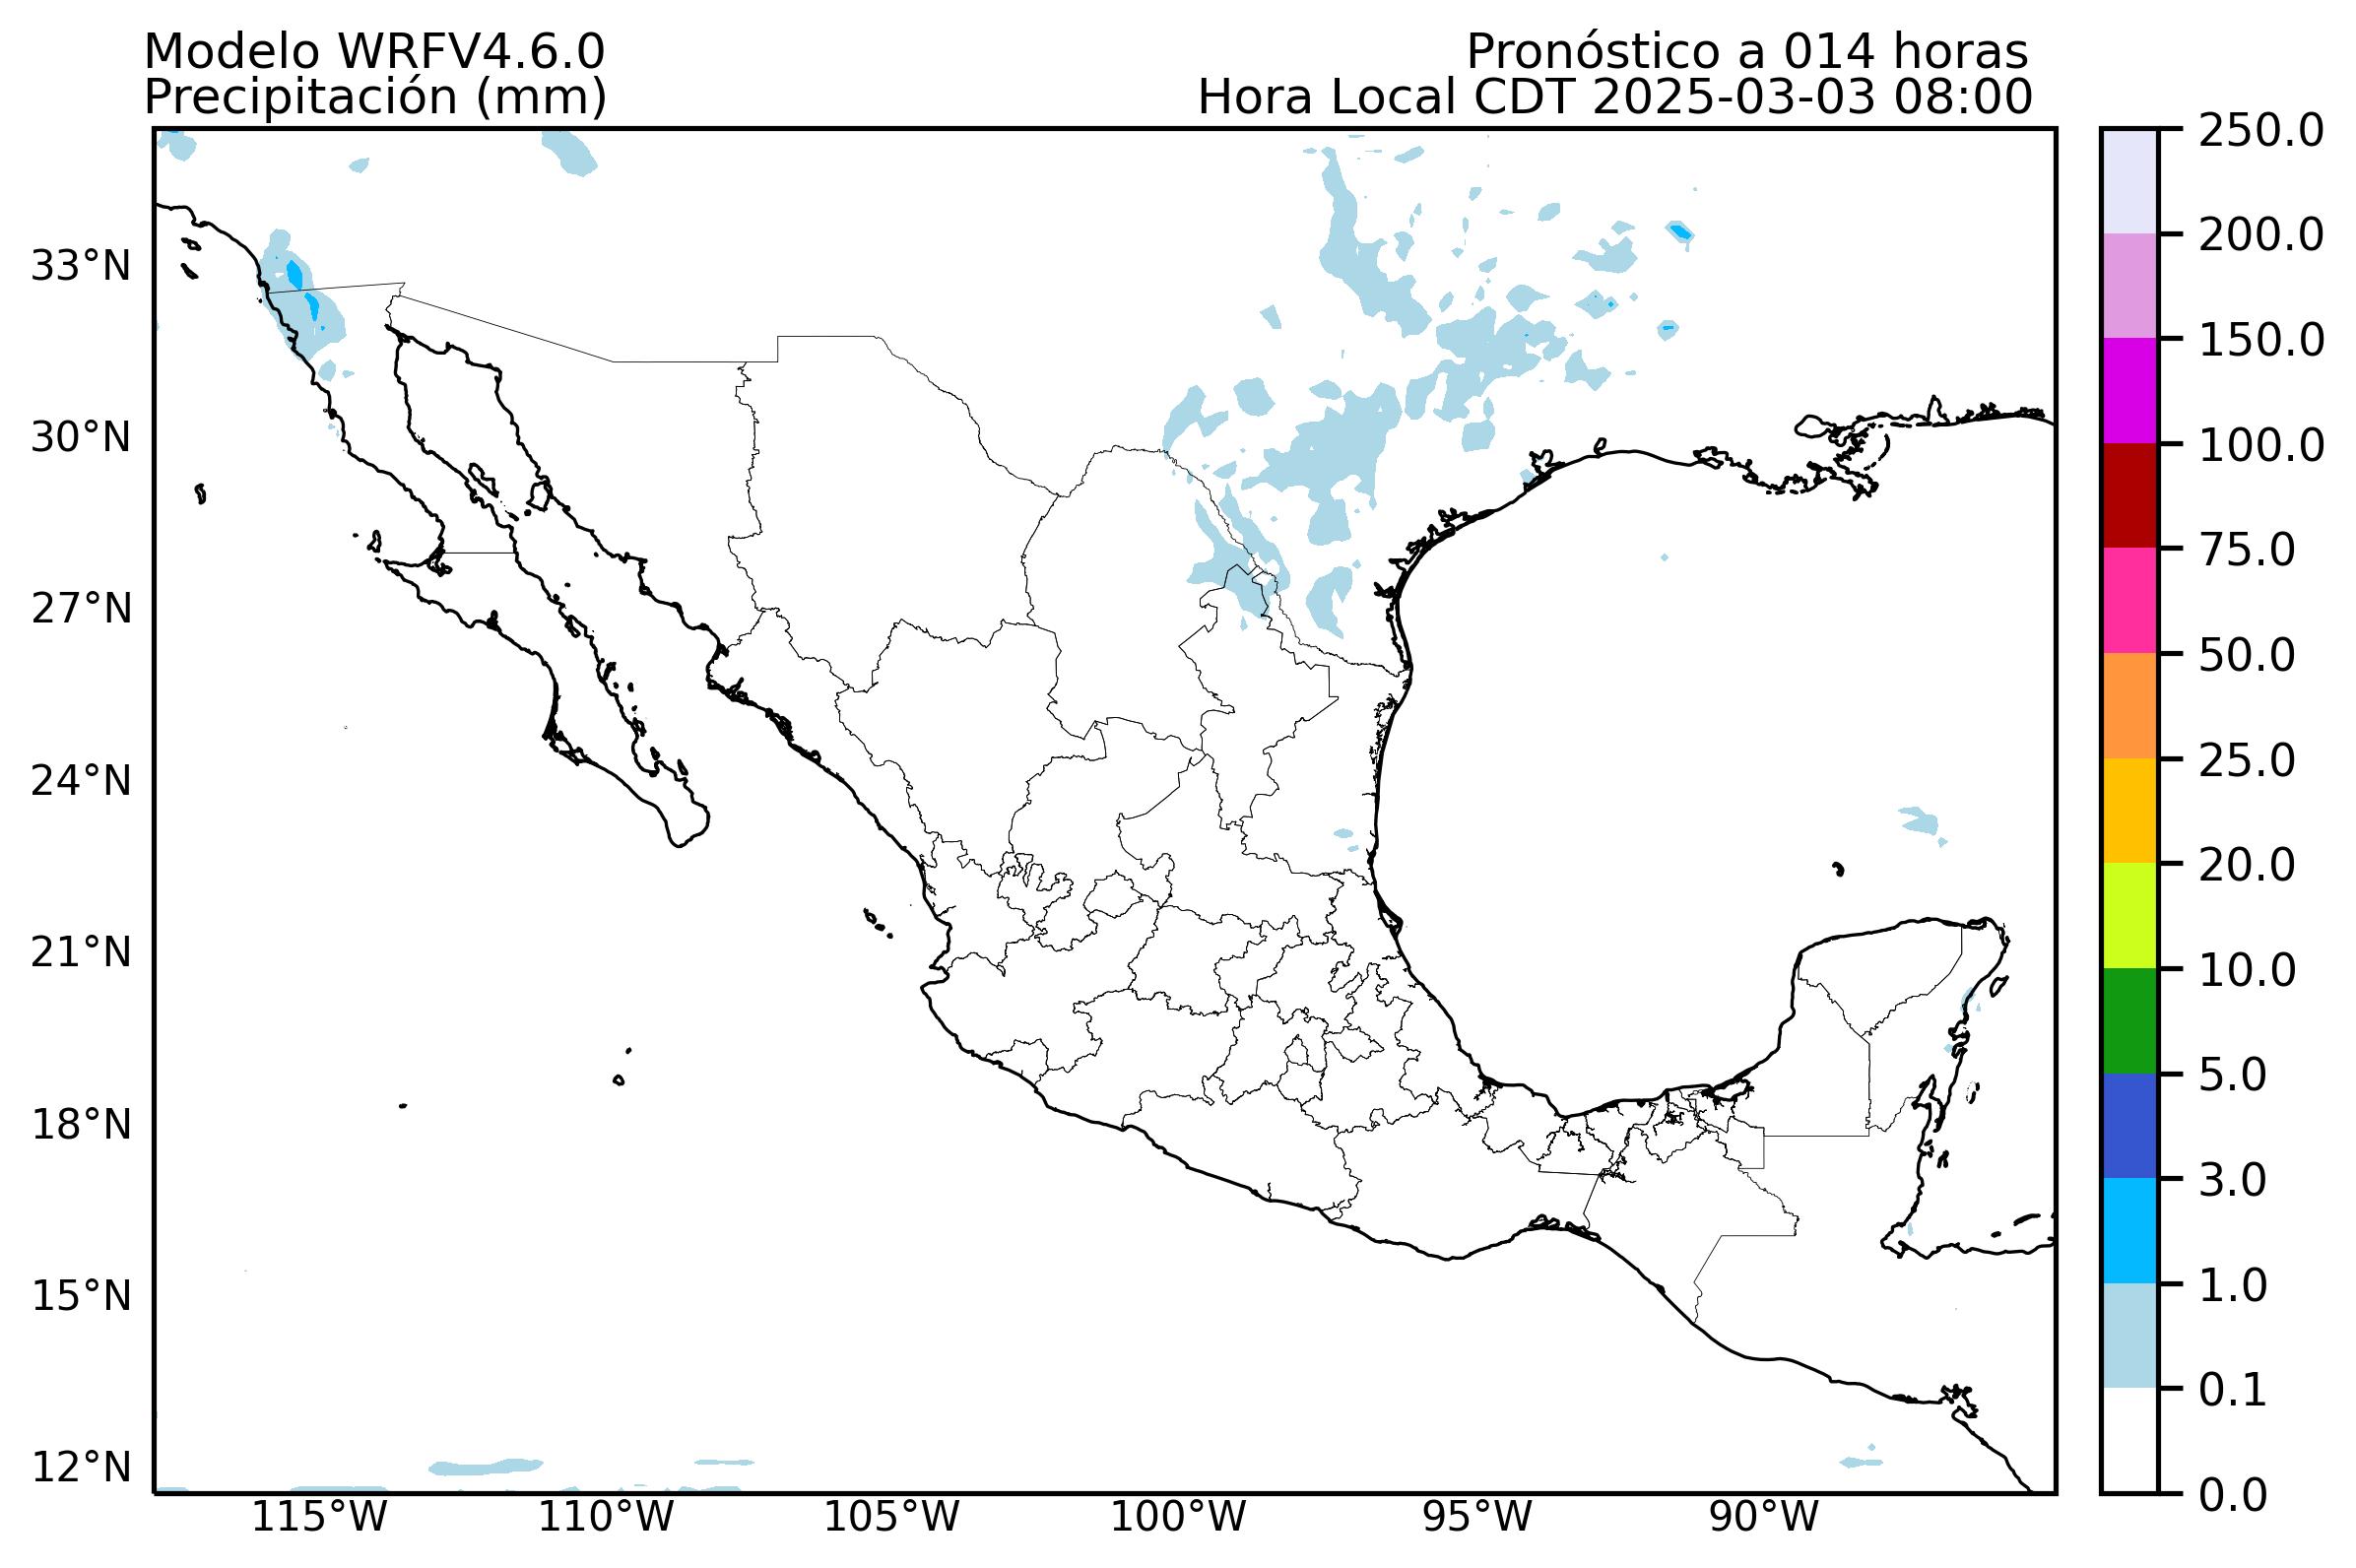 Modelo WRFV4.6.0
Precipitación (mm)
Pronóstico a 014 horas
Hora Local CDT 2025-03-03 08:00
33°N
30°N
27°N
24°N
21°N
18°N
15°N
12°N
115°W
110°W
105°W
100°W
95°W
90°W
250.0
200.0
150.0
100.0
75.0
50.0
25.0
20.0
10.0
5.0
3.0
1.0
0.1
0.0